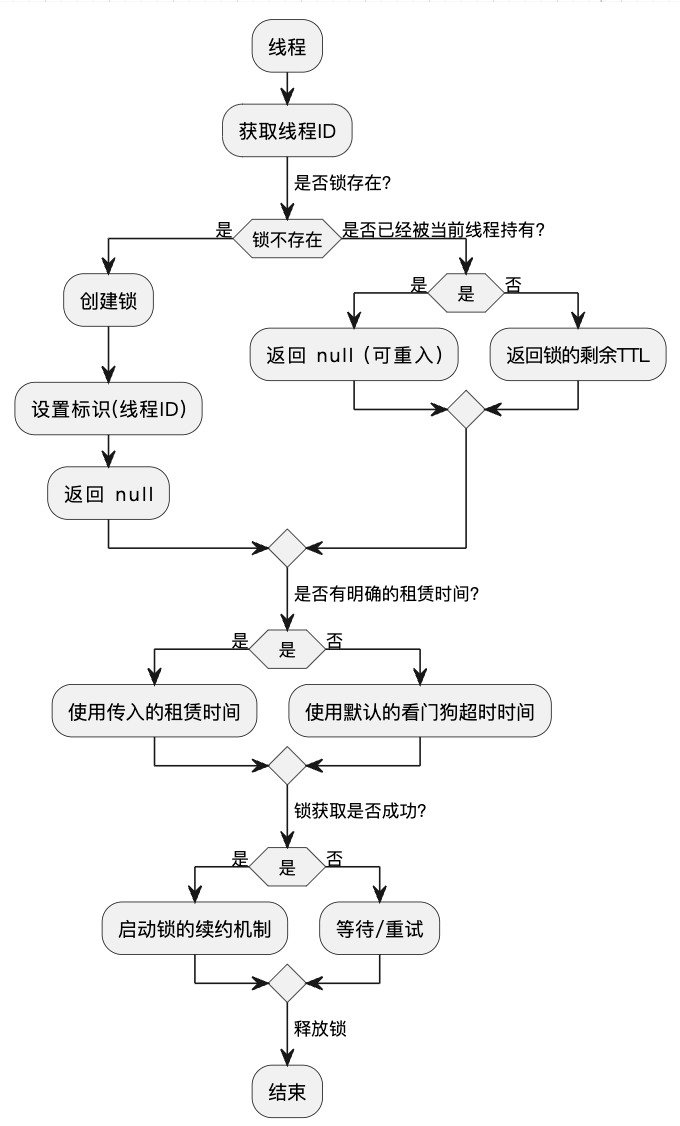 线程
获取线程ID
是否锁存在?
是
锁不存在
是否已经被当前线程持有?
创建锁
是
是
否
返回 null (可重入)
返回锁的剩余TTL
设置标识(线程ID)
返回 null
是否有明确的租赁时间?
是
是
否
使用传入的租赁时间
使用默认的看门狗超时时间
锁获取是否成功?
是
是
否
启动锁的续约机制
等待/重试
释放锁
结束